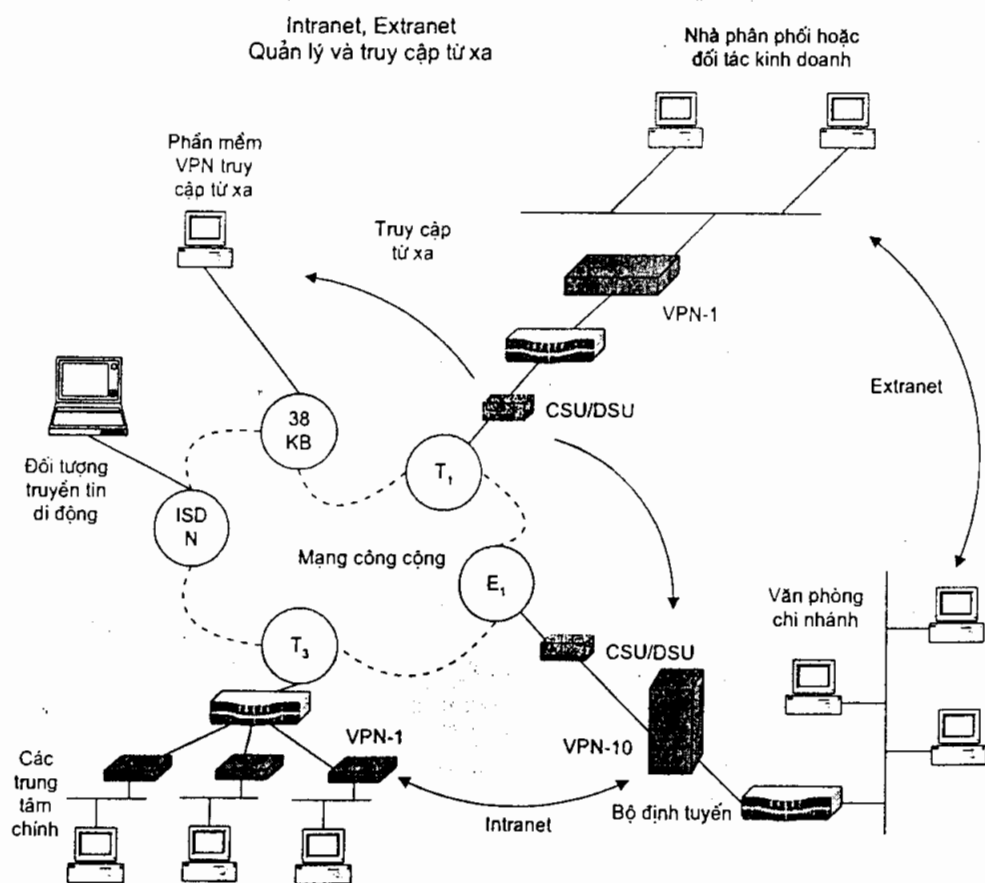 Intranet, Extranet
Quản lý và truy cập từ xa
Nhà phân phối hoặc
đối tác kinh doanh
Phần mềm
VPN truy
cập từ xa
Truy cập
từ xa
VPN-1
Extranet
CSU/DSU
38
KB
T1
Đối tượng
truyền tin
di động
ISD
N
Mạng công cộng
E1
Văn phòng
chi nhánh
T3
CSU/DSU
VPN-1
VPN-10
Các
trung
tâm
chính
Intranet
Bộ định tuyến